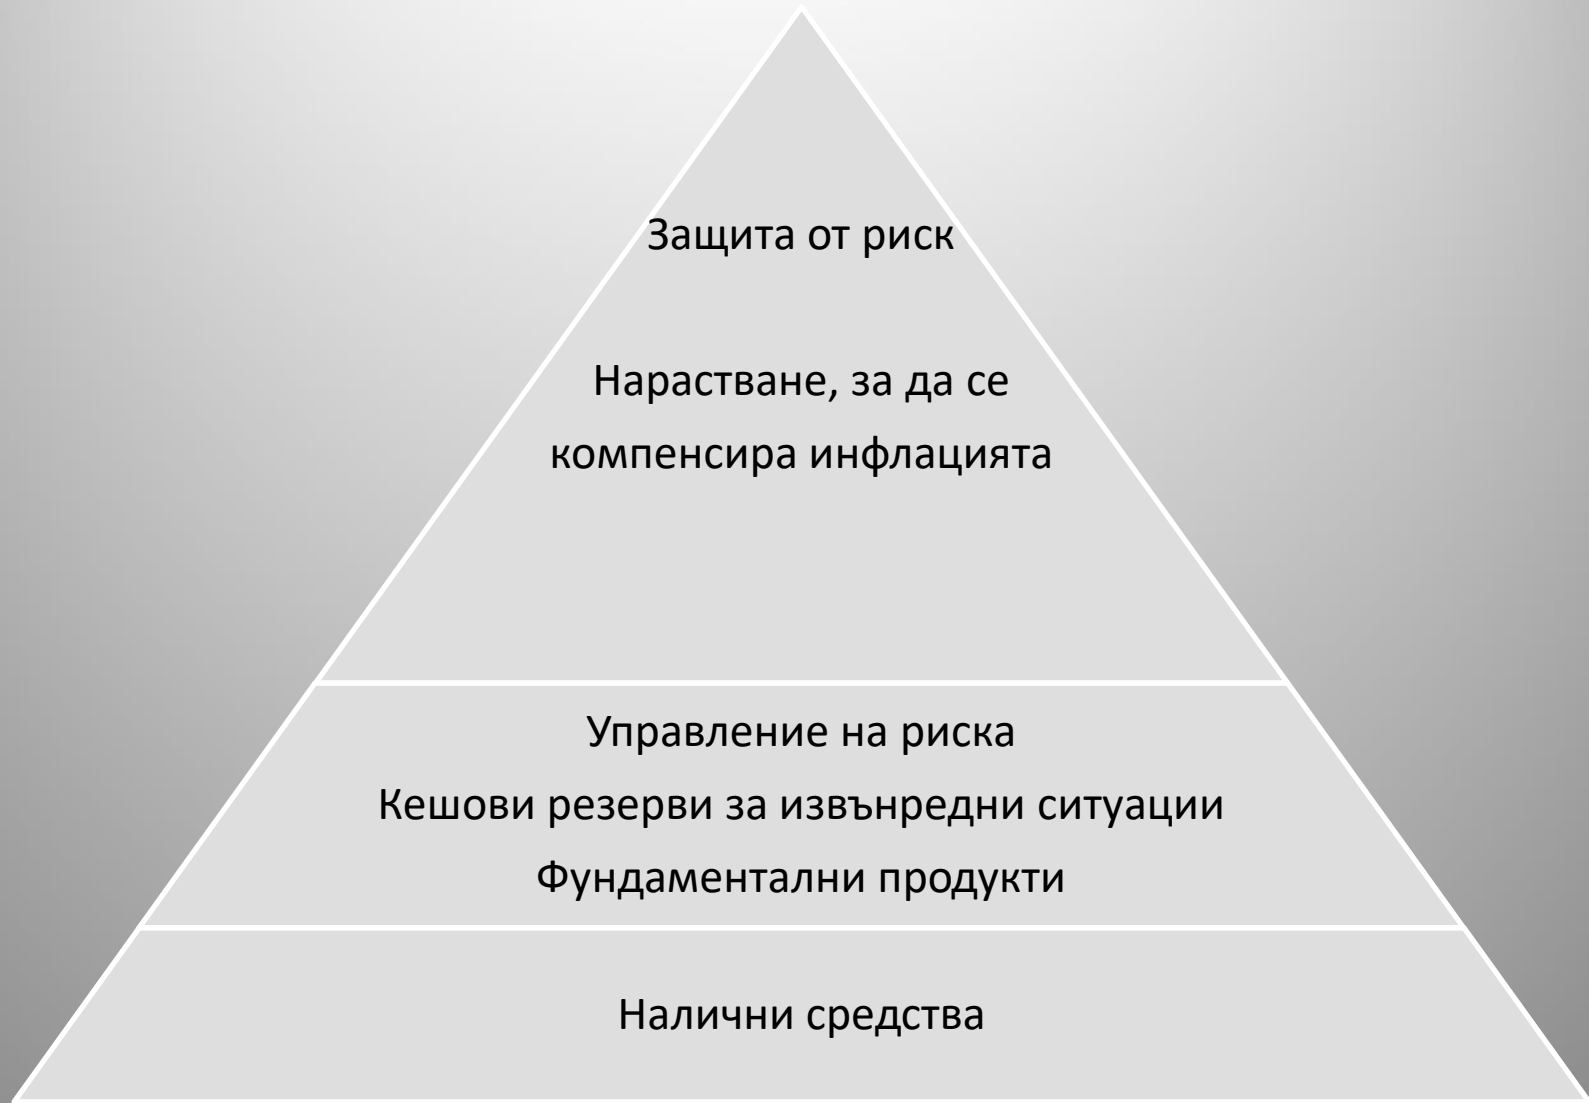 Защита от риск
Нарастване, за да се
компенсира инфлацията
Управление на риска
Кешови резерви за извънредни ситуации
Фундаментални продукти
Налични средства